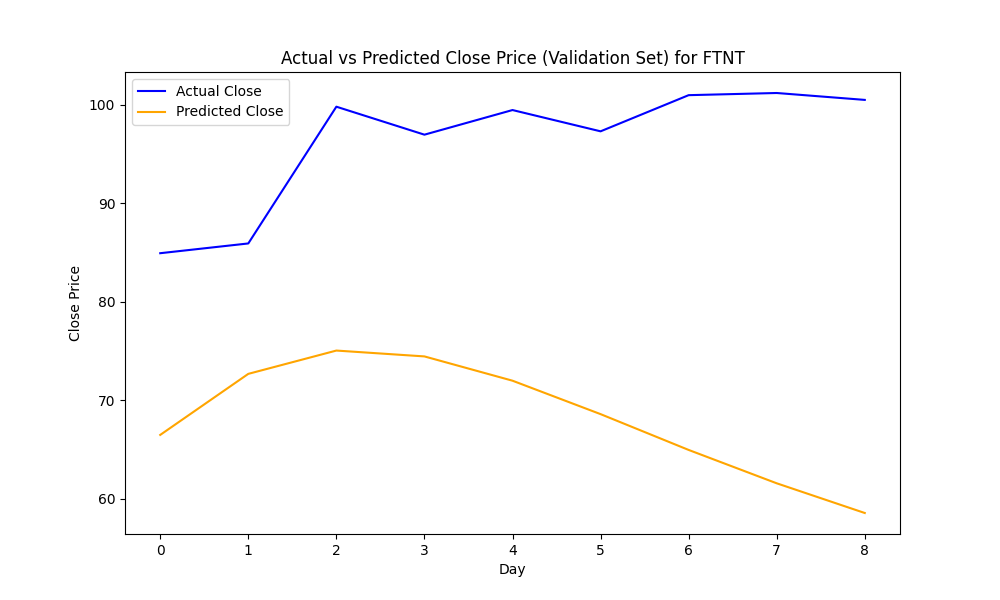 Actual vs Predicted Close Price (Validation Set) for FTNT
Actual Close
Predicted Close
Close Price
100
90
80
70
60
0 1 2 3 4 5 6 7 8
Day